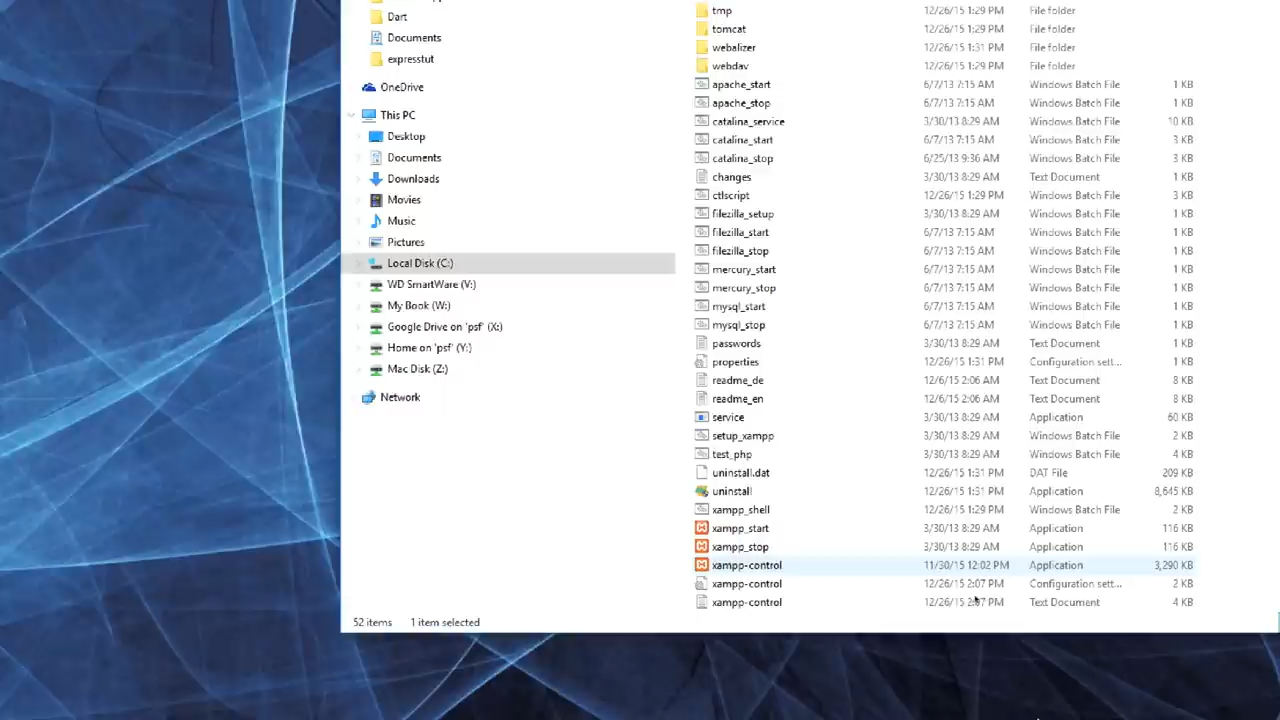 Dart
Documents
expresstut
OneDrive
This PC
Desktop
Documents
Downloads
Movies
Music
Pictures
Local Disk (C:)
WD SmartWare (V:)
My Book (W:)
Google Drive on 'psf' (X:)
Home on 'psf' (Y:)
Mac Disk (Z:)
Network
tmp 12/26/15 1:29 PM File folder
tomcat 12/26/15 1:29 PM File folder
webalizer 12/26/15 1:31 PM File folder
webdav 12/26/15 1:29 PM File folder
apache_start 6/7/13 7:15 AM Windows Batch File 1 KB
apache_stop 6/7/13 7:15 AM Windows Batch File 1 KB
catalina_service 3/30/13 8:29 AM Windows Batch File 10 KB
catalina_start 6/7/13 7:15 AM Windows Batch File 3 KB
catalina_stop 6/25/13 9:36 AM Windows Batch File 3 KB
changes 3/30/13 8:29 AM Text Document 1 KB
ctlscript 12/26/15 1:29 PM Windows Batch File 3 KB
filezilla_setup 3/30/13 8:29 AM Windows Batch File 1 KB
filezilla_start 6/7/13 7:15 AM Windows Batch File 1 KB
filezilla_stop 6/7/13 7:15 AM Windows Batch File 1 KB
mercury_start 6/7/13 7:15 AM Windows Batch File 1 KB
mercury_stop 6/7/13 7:15 AM Windows Batch File 1 KB
mysql_start 6/7/13 7:15 AM Windows Batch File 1 KB
mysql_stop 6/7/13 7:15 AM Windows Batch File 1 KB
passwords 3/30/13 8:29 AM Text Document 1 KB
properties 12/26/15 1:31 PM Configuration sett... 1 KB
readme_de 12/6/15 2:06 AM Text Document 8 KB
readme_en 12/6/15 2:06 AM Text Document 8 KB
service 3/30/13 8:29 AM Application 60 KB
setup_xampp 3/30/13 8:29 AM Windows Batch File 2 KB
test_php 3/30/13 8:29 AM Windows Batch File 4 KB
uninstall.dat 12/26/15 1:31 PM DAT File 209 KB
uninstall 12/26/15 1:31 PM Application 8,645 KB
xampp_shell 12/26/15 1:29 PM Windows Batch File 2 KB
xampp_start 3/30/13 8:29 AM Application 116 KB
xampp_stop 3/30/13 8:29 AM Application 116 KB
xampp-control 11/30/15 12:02 PM Application 3,290 KB
xampp-control 12/26/15 2:07 PM Configuration sett... 2 KB
xampp-control 12/26/15 2:07 PM Text Document 4 KB
52 items 1 item selected